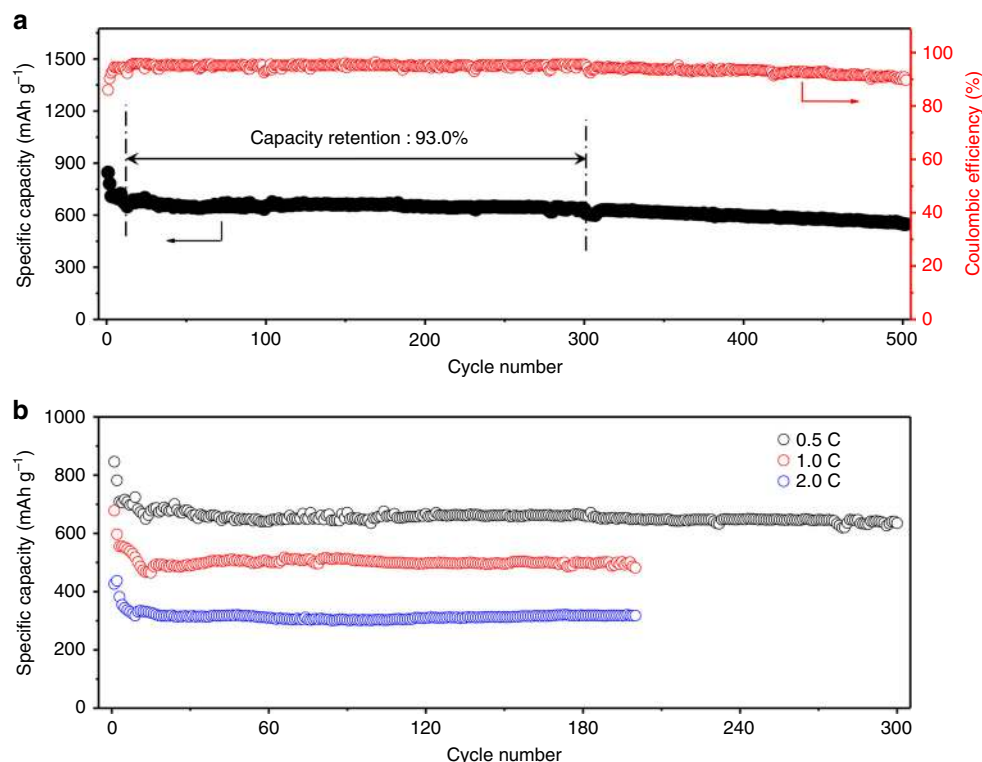 a
1500
1200
900
600
300
0
Specific capacity (mAh g⁻¹)
Capacity retention : 93.0%
100
80
60
40
20
0
Coulombic efficiency (%)
0 100 200 300 400 500
Cycle number
b
1000
800
600
400
200
0
Specific capacity (mAh g⁻¹)
0.5 C
1.0 C
2.0 C
0 60 120 180 240 300
Cycle number